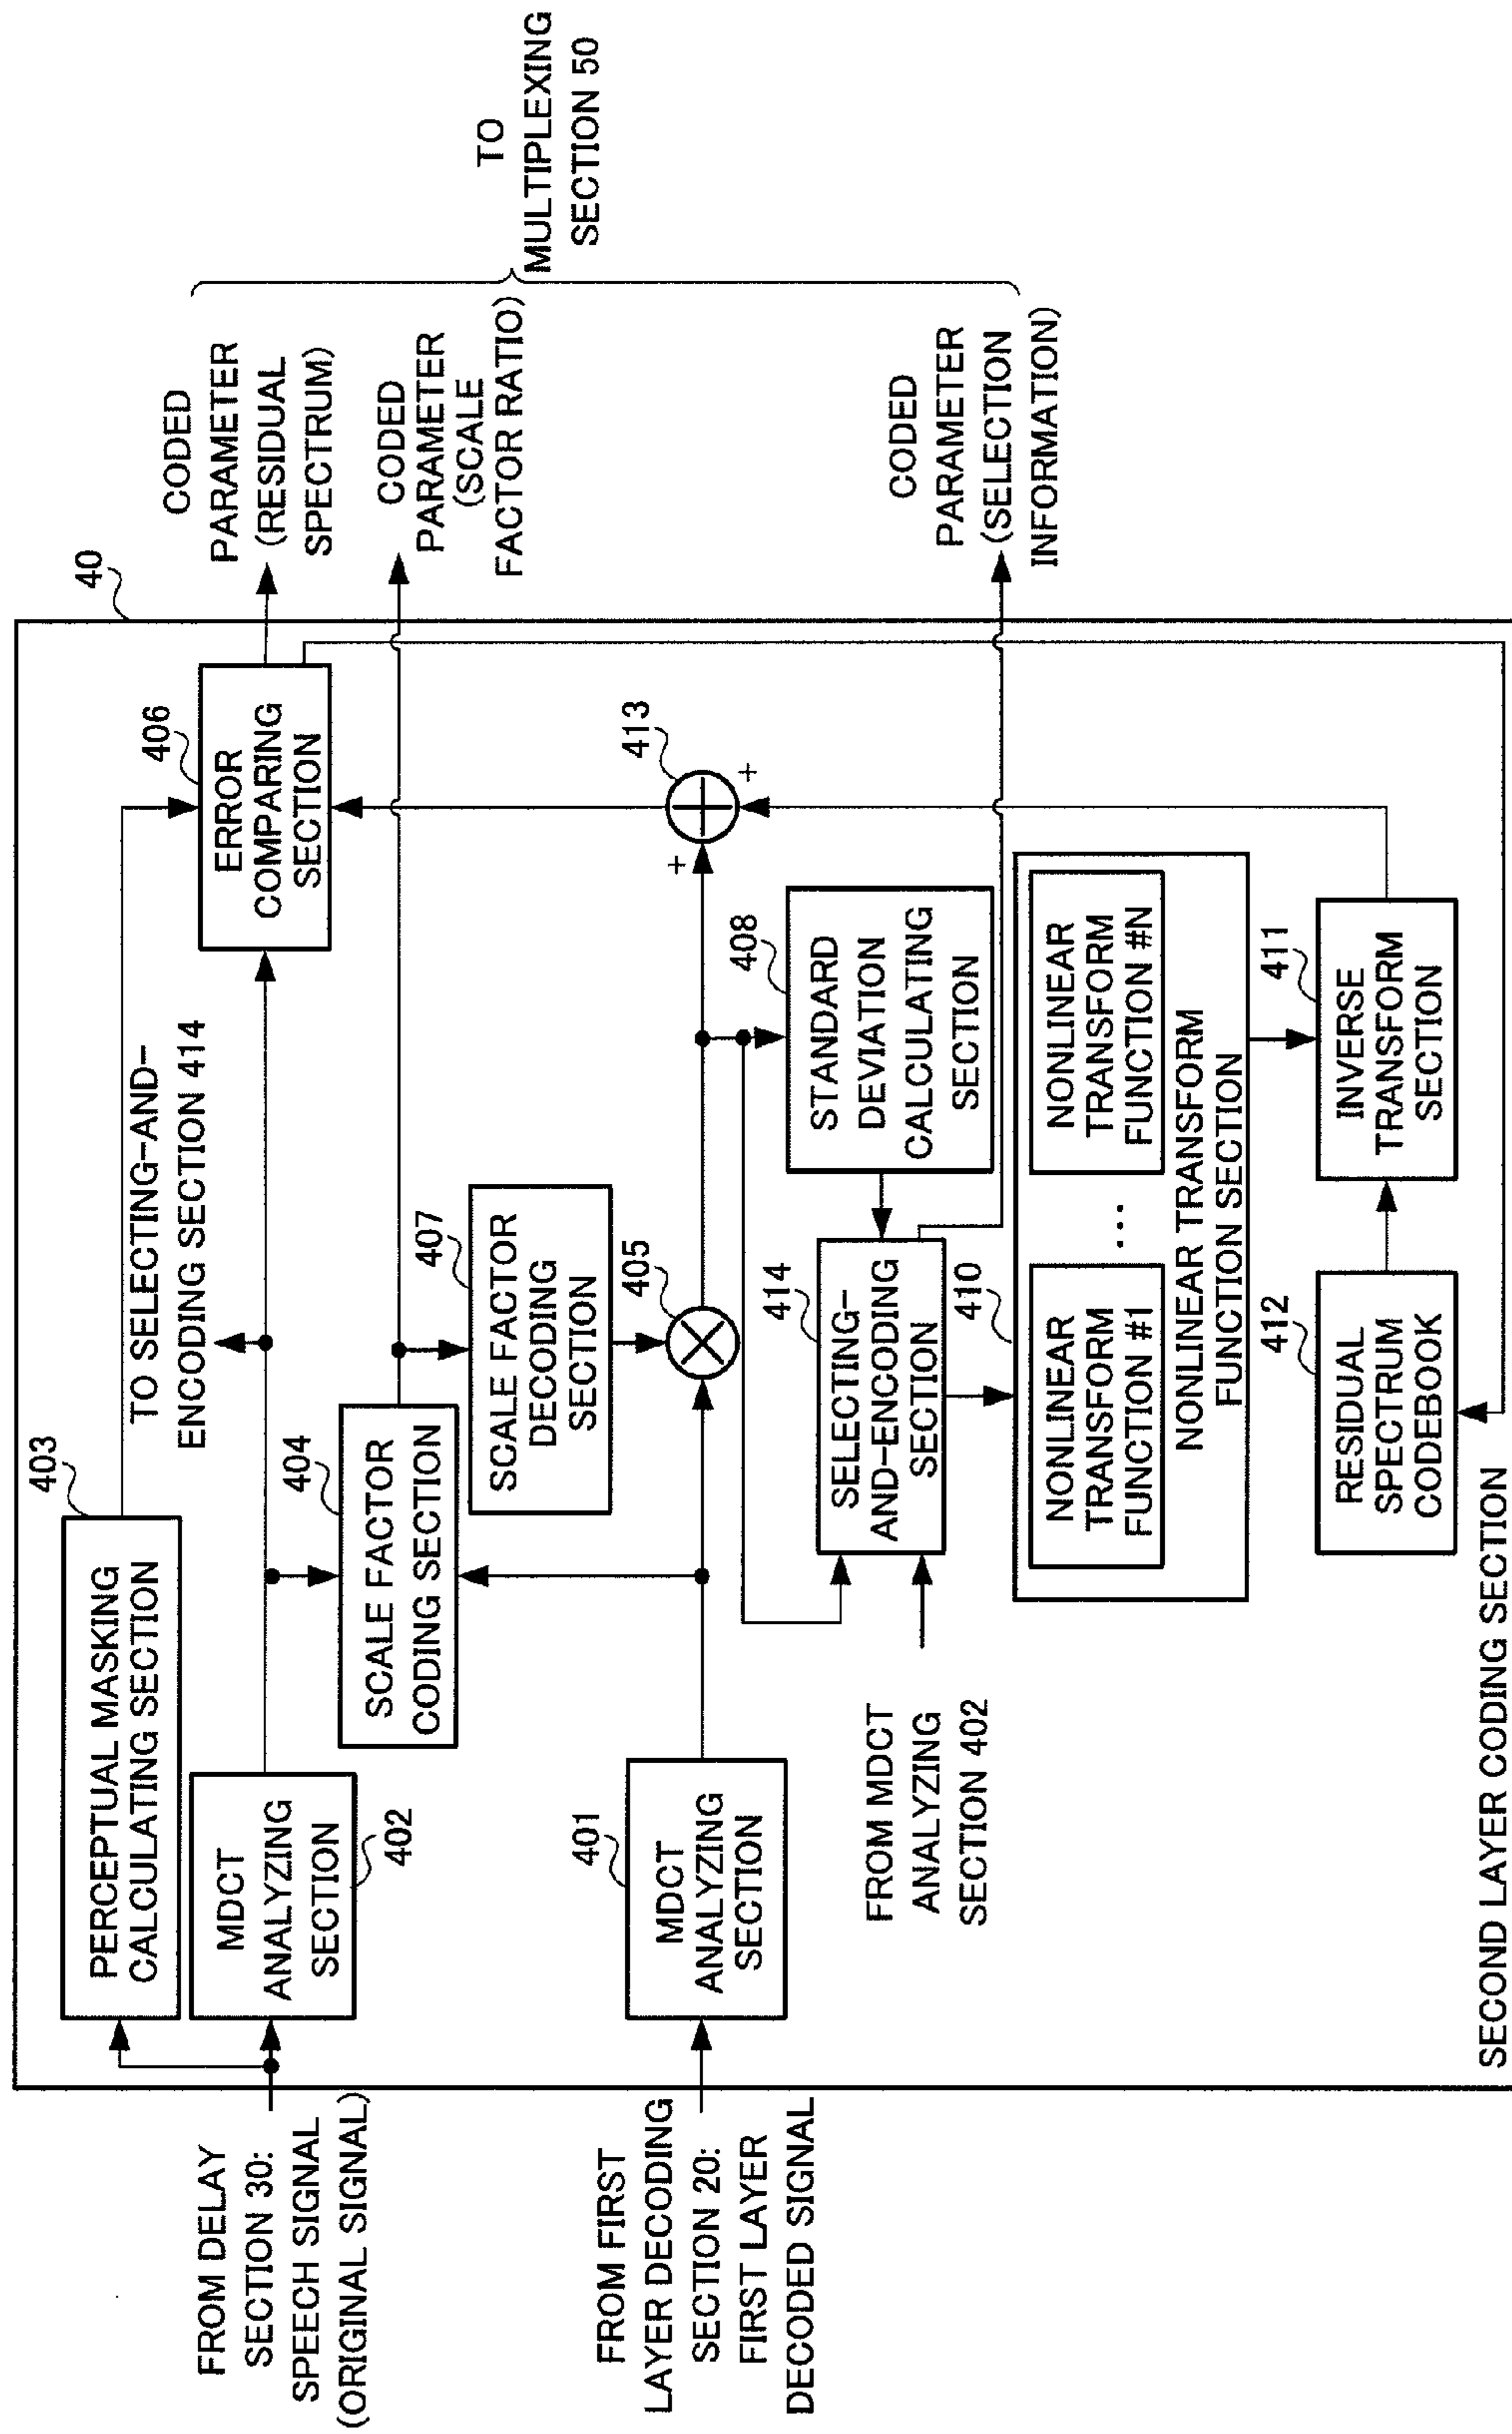 FROM DELAY
SECTION 30:
SPEECH SIGNAL
(ORIGINAL SIGNAL)
FROM FIRST
LAYER DECODING
SECTION 20:
FIRST LAYER
DECODED SIGNAL
40
403
PERCEPTUAL MASKING
CALCULATING SECTION
MDCT
ANALYZING
SECTION
402
TO SELECTING-AND-
ENCODING SECTION 414
406
ERROR
COMPARING
SECTION
404
SCALE FACTOR
CODING SECTION
407
SCALE FACTOR
DECODING
SECTION
405
413
+
+
401
MDCT
ANALYZING
SECTION
408
STANDARD
DEVIATION
CALCULATING
SECTION
414
SELECTING-
AND-ENCODING
SECTION
FROM MDCT
ANALYZING
SECTION 402
410
NONLINEAR
TRANSFORM
FUNCTION #1
...
NONLINEAR
TRANSFORM
FUNCTION #N
NONLINEAR TRANSFORM
FUNCTION SECTION
412
RESIDUAL
SPECTRUM
CODEBOOK
411
INVERSE
TRANSFORM
SECTION
SECOND LAYER CODING SECTION
CODED
PARAMETER
(RESIDUAL
SPECTRUM)
CODED
PARAMETER
(SCALE
FACTOR RATIO)
CODED
PARAMETER
(SELECTION
INFORMATION)
TO
MULTIPLEXING
SECTION 50